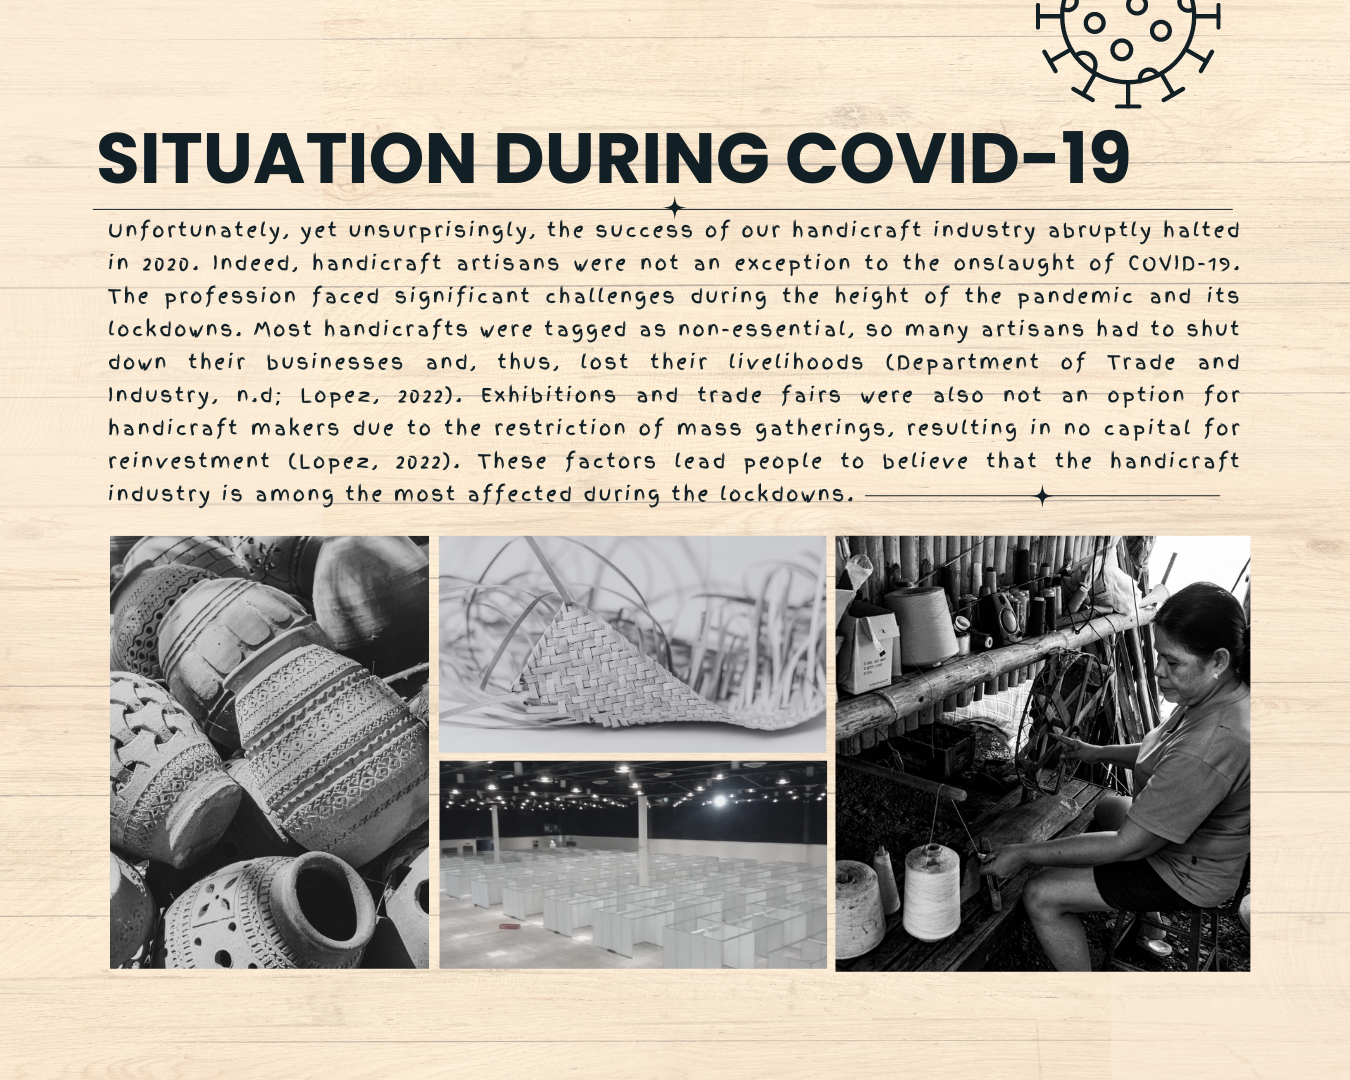 SITUATION DURING COVID-19
Unfortunately, yet unsurprisingly, the success of our handicraft industry abruptly halted
in 2020. Indeed, handicraft artisans were not an exception to the onslaught of COVID-19.
The profession faced significant challenges during the height of the pandemic and its
lockdowns. Most handicrafts were tagged as non-essential, so many artisans had to shut
down their businesses and, thus, lost their livelihoods (Department of Trade and
Industry, n.d; Lopez, 2022). Exhibitions and trade fairs were also not an option for
handicraft makers due to the restriction of mass gatherings, resulting in no capital for
reinvestment (Lopez, 2022). These factors lead people to believe that the handicraft
industry is among the most affected during the lockdowns.